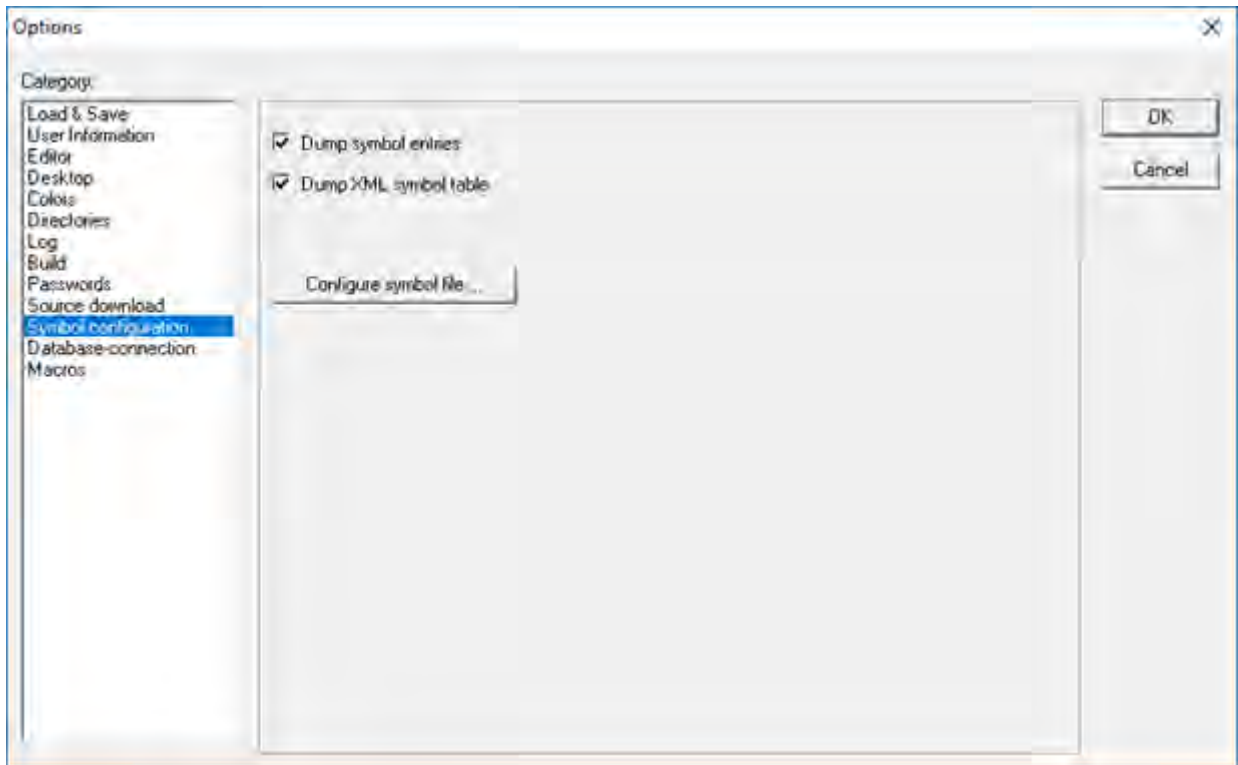 Options
Category:
Load & Save
User Information
Editor
Desktop
Colors
Directories
Log
Build
Passwords
Source download
Symbol configuration
Database-connection
Macros
Dump symbol entries
Dump XML symbol table
Configure symbol file ...
OK
Cancel